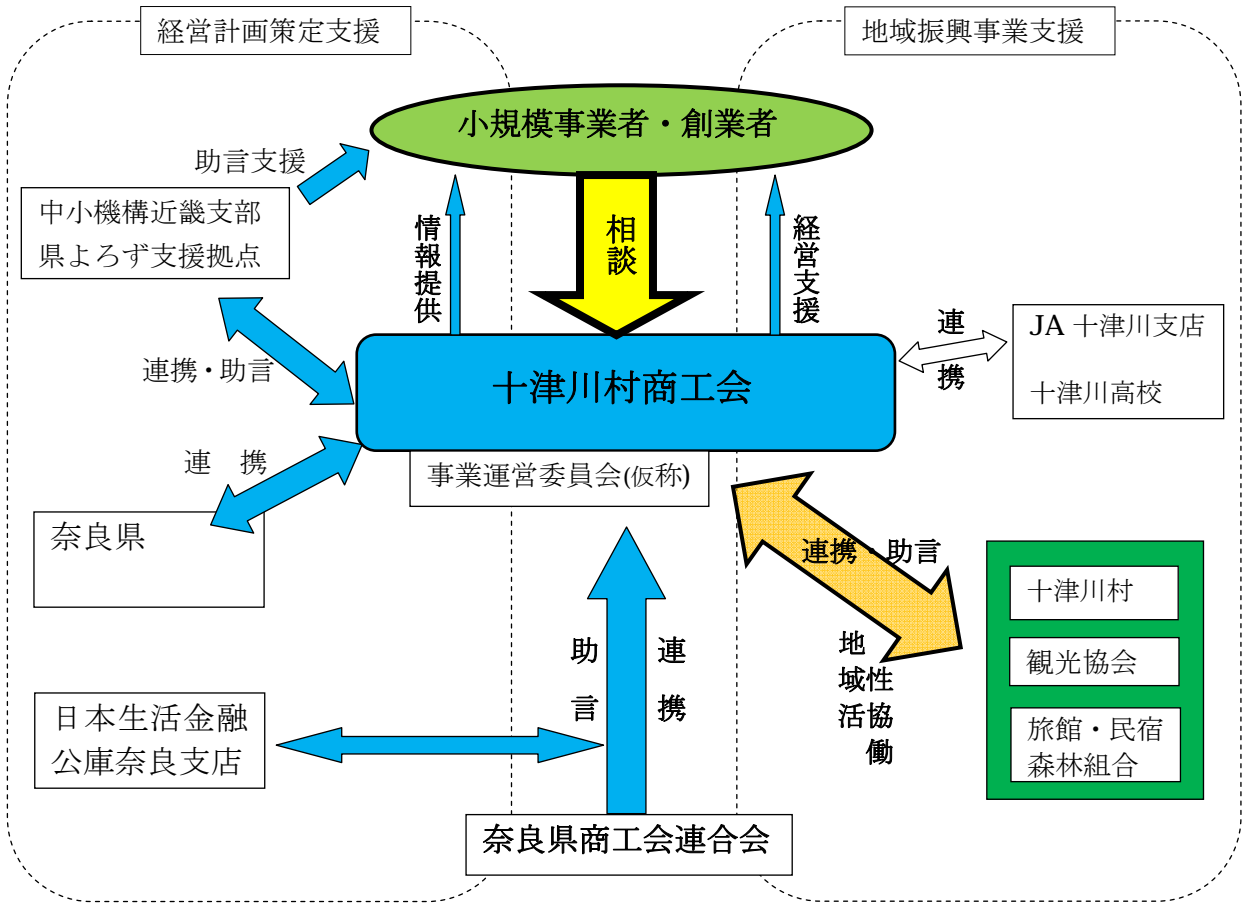 経営計画策定支援
地域振興事業支援
小規模事業者・創業者
助言支援
中小機構近畿支部
県よろず支援拠点
情報提供
相談
経営支援
連携・助言
十津川村商工会
連携
JA 十津川支店
十津川高校
連　携
事業運営委員会(仮称)
奈良県
連携・助言
十津川村
観光協会
旅館・民宿
森林組合
助言
連携
地域活
性協働
日本生活金融
公庫奈良支店
奈良県商工会連合会